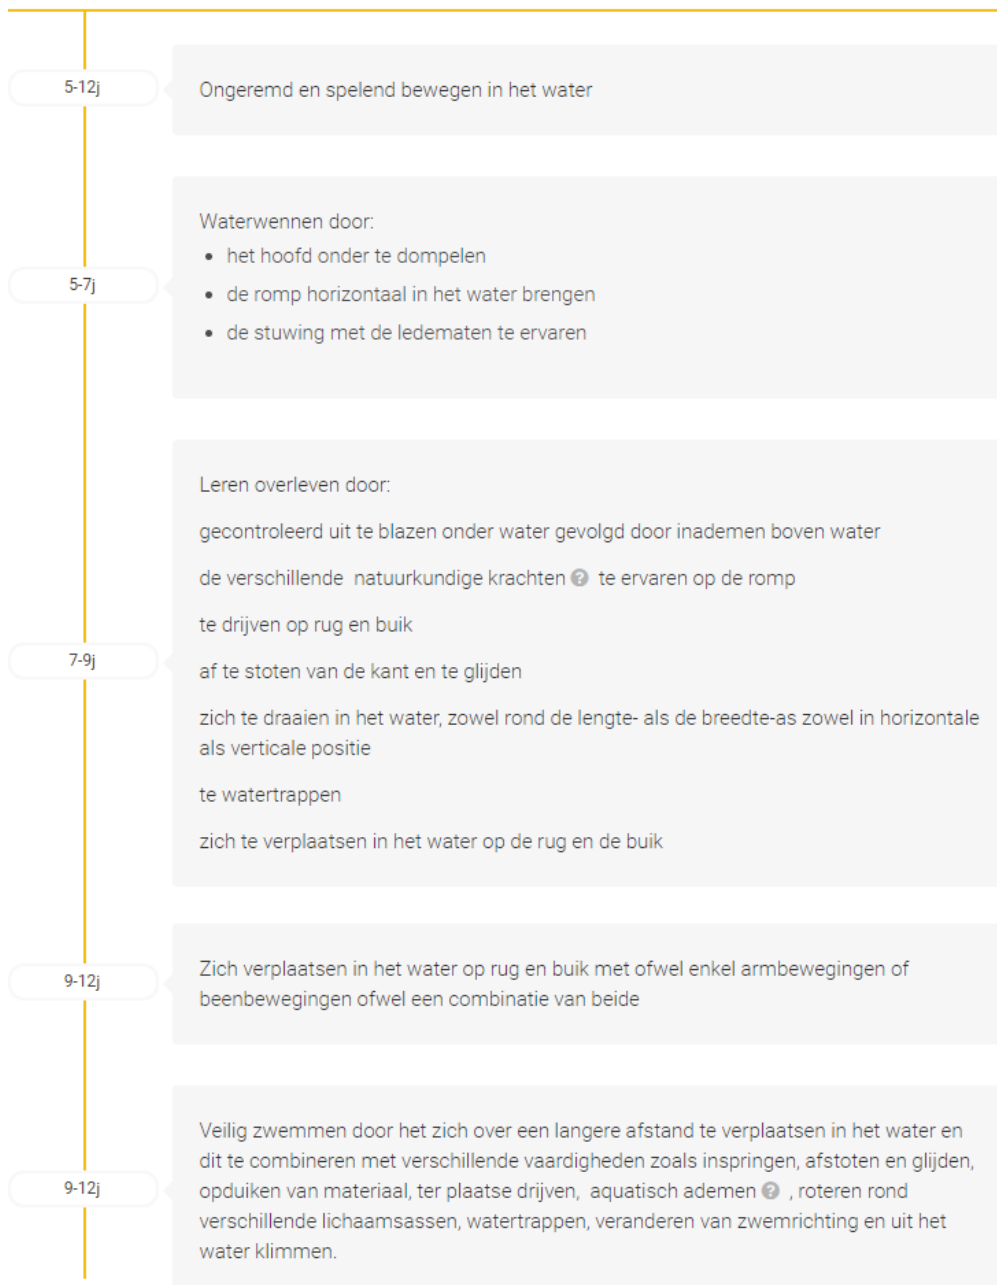 5-12j
Ongeremd en spelend bewegen in het water
5-7j
Waterwennen door:
• het hoofd onder te dompelen
• de romp horizontaal in het water brengen
• de stuwing met de ledematen te ervaren
7-9j
Leren overleven door:
gecontroleerd uit te blazen onder water gevolgd door inademen boven water
de verschillende natuurkundige krachten ? te ervaren op de romp
te drijven op rug en buik
af te stoten van de kant en te glijden
zich te draaien in het water, zowel rond de lengte- als de breedte-as zowel in horizontale
als verticale positie
te watertrappen
zich te verplaatsen in het water op de rug en de buik
9-12j
Zich verplaatsen in het water op rug en buik met ofwel enkel armbewegingen of
beenbewegingen ofwel een combinatie van beide
9-12j
Veilig zwemmen door het zich over een langere afstand te verplaatsen in het water en
dit te combineren met verschillende vaardigheden zoals inspringen, afstoten en glijden,
opduiken van materiaal, ter plaatse drijven, aquatisch ademen ? , roteren rond
verschillende lichaamsassen, watertrappen, veranderen van zwemrichting en uit het
water klimmen.